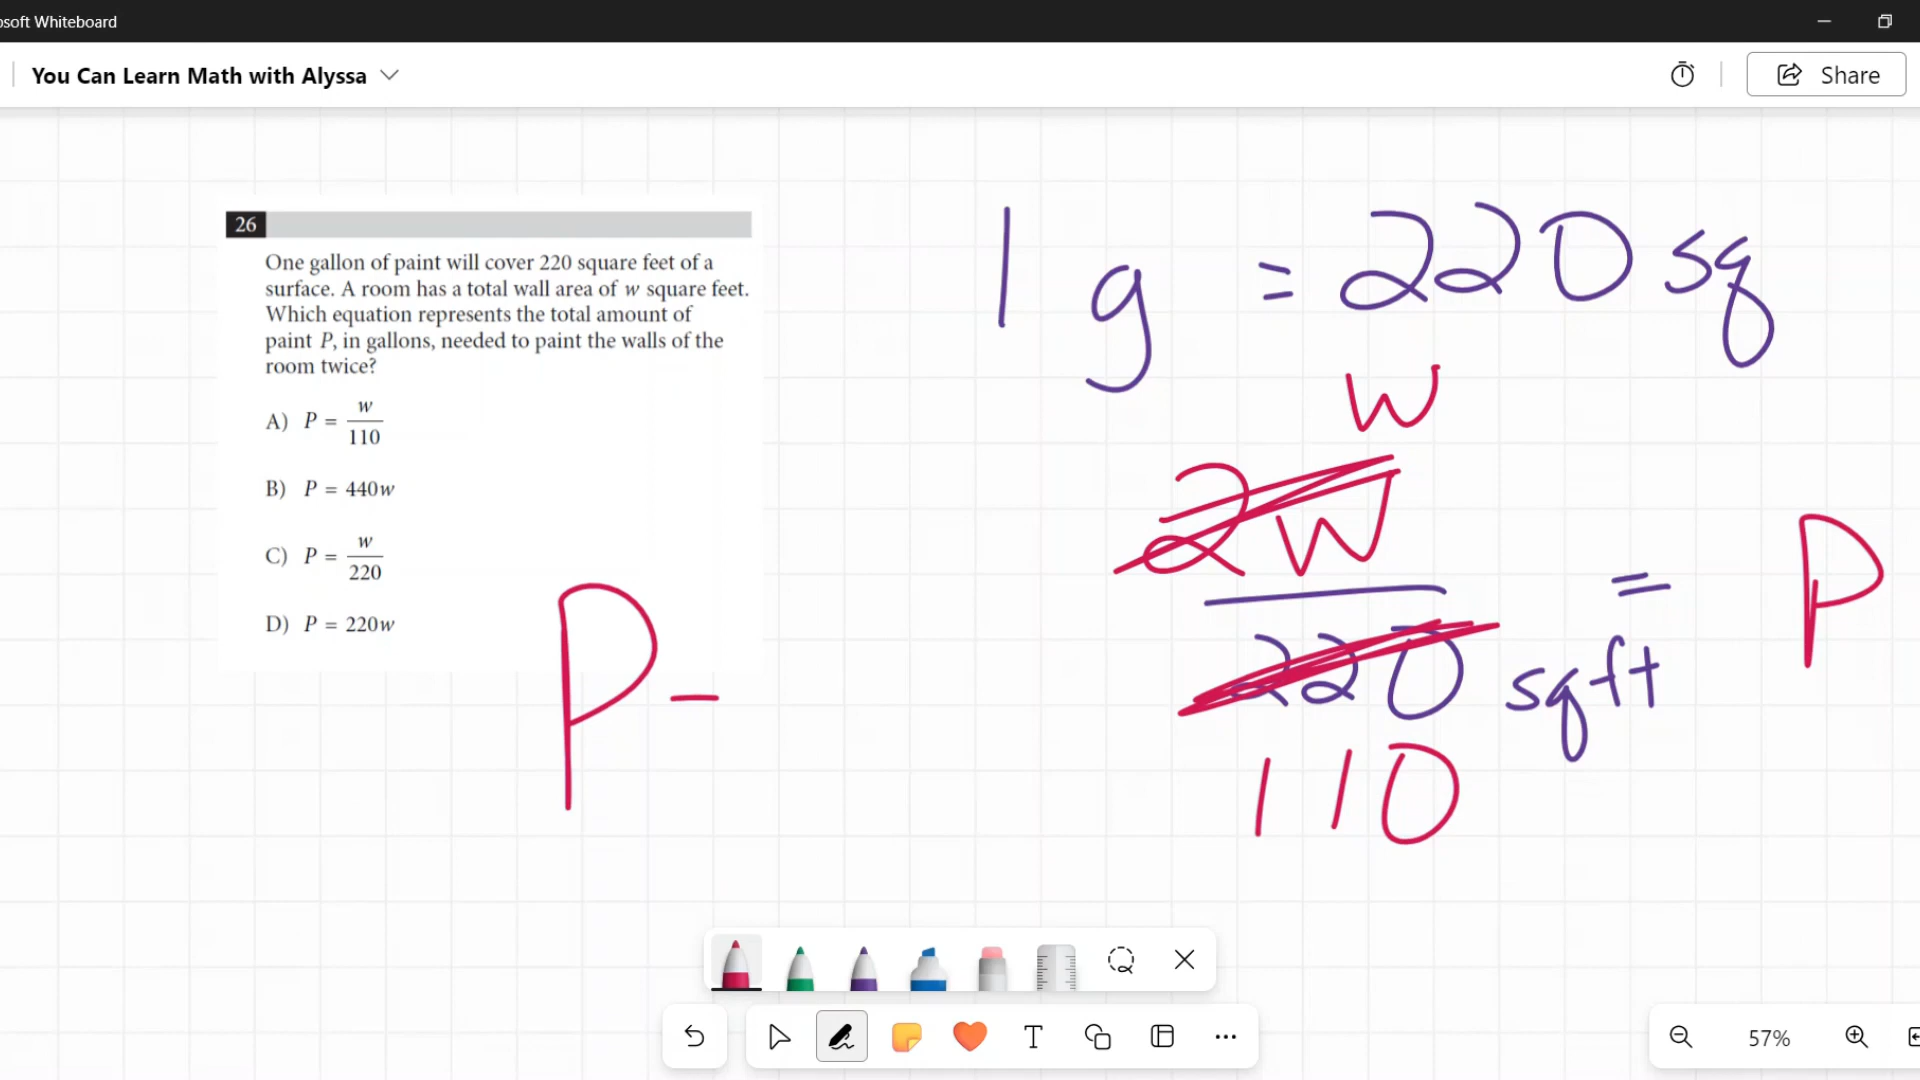 osoft Whiteboard
You Can Learn Math with Alyssa
Share
26
One gallon of paint will cover 220 square feet of a
surface. A room has a total wall area of w square feet.
Which equation represents the total amount of
paint P, in gallons, needed to paint the walls of the
room twice?
A) P = w/110
B) P = 440w
C) P = w/220
D) P = 220w
P -
1 g = 220 sq
w
2w
220 sqft = P
110
57%